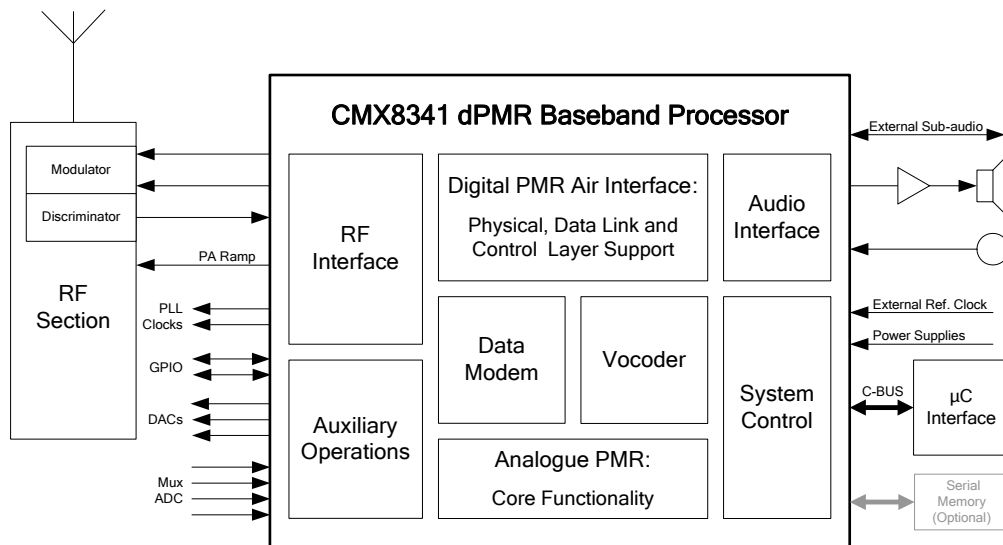 CMX8341 dPMR Baseband Processor
Modulator
Discriminator
RF
Section
PA Ramp
PLL
Clocks
GPIO
DACs
Mux
ADC
RF
Interface
Auxiliary
Operations
Digital PMR Air Interface:
Physical, Data Link and
Control Layer Support
Data
Modem
Vocoder
Analogue PMR:
Core Functionality
Audio
Interface
System
Control
External Sub-audio
External Ref. Clock
Power Supplies
C-BUS
µC
Interface
Serial
Memory
(Optional)